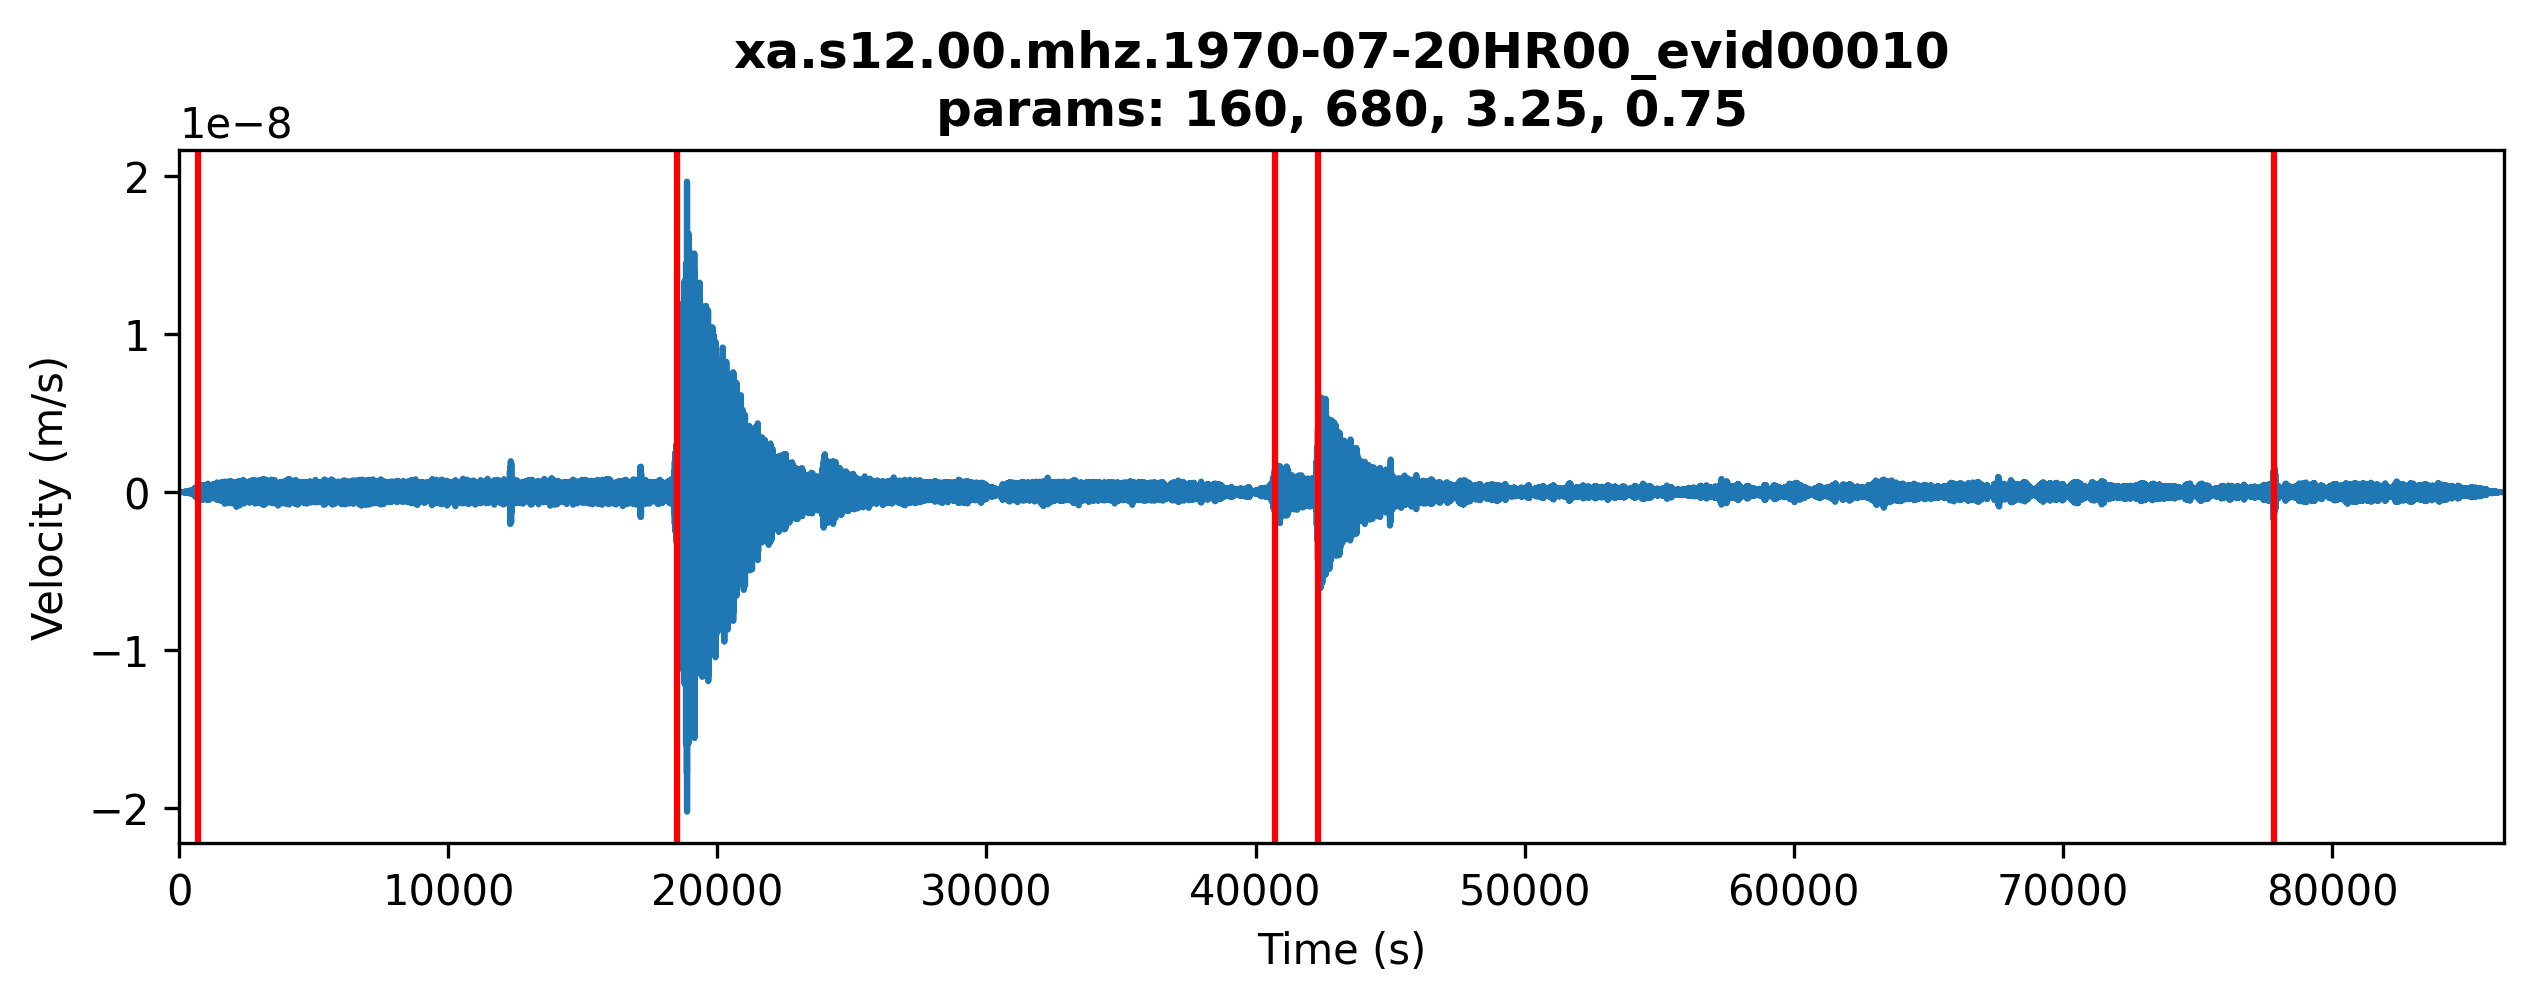 xa.s12.00.mhz.1970-07-20HR00_evid00010
params: 160, 680, 3.25, 0.75
1e−8
2
1
0
−1
−2
Velocity (m/s)
0 10000 20000 30000 40000 50000 60000 70000 80000
Time (s)